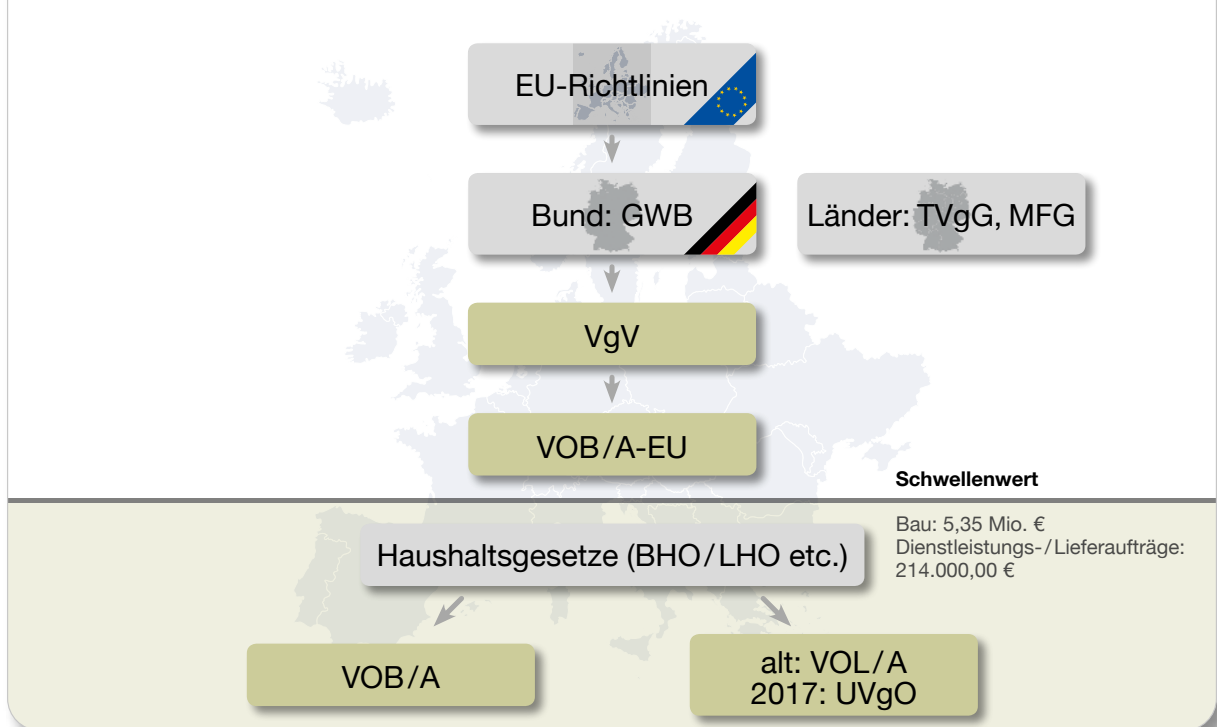 EU-Richtlinien
Bund: GWB
Länder: TVgG, MFG
VgV
VOB/A-EU
Schwellenwert
Bau: 5,35 Mio. €
Dienstleistungs-/Lieferaufträge:
214.000,00 €
Haushaltsgesetze (BHO/LHO etc.)
VOB/A
alt: VOL/A
2017: UVgO